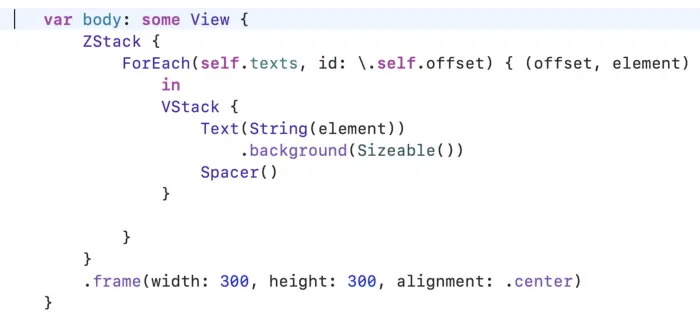 var body: some View {
ZStack {
ForEach(self.texts, id: \.self.offset) { (offset, element)
in
VStack {
Text(String(element))
.background(Sizeable())
Spacer()
}
}
}
.frame(width: 300, height: 300, alignment: .center)
}